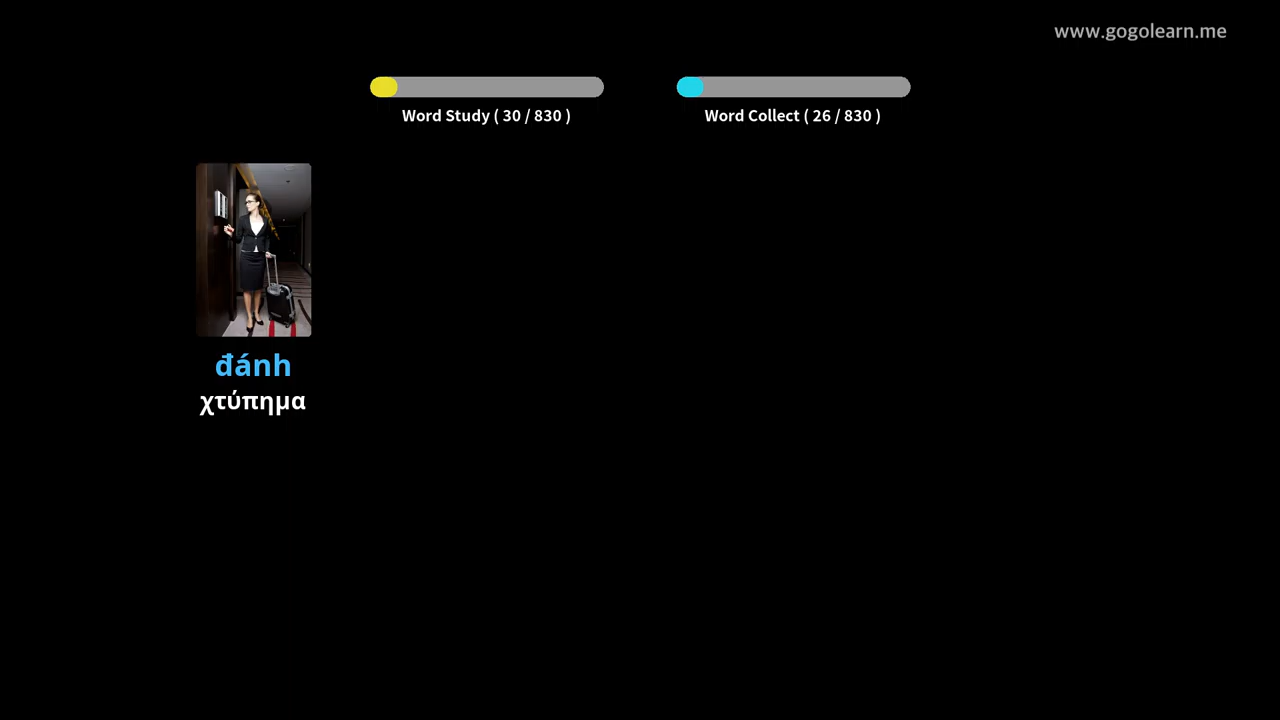 www.gogolearn.me
Word Study ( 30 / 830 )
Word Collect ( 26 / 830 )
đánh
χτύπημα